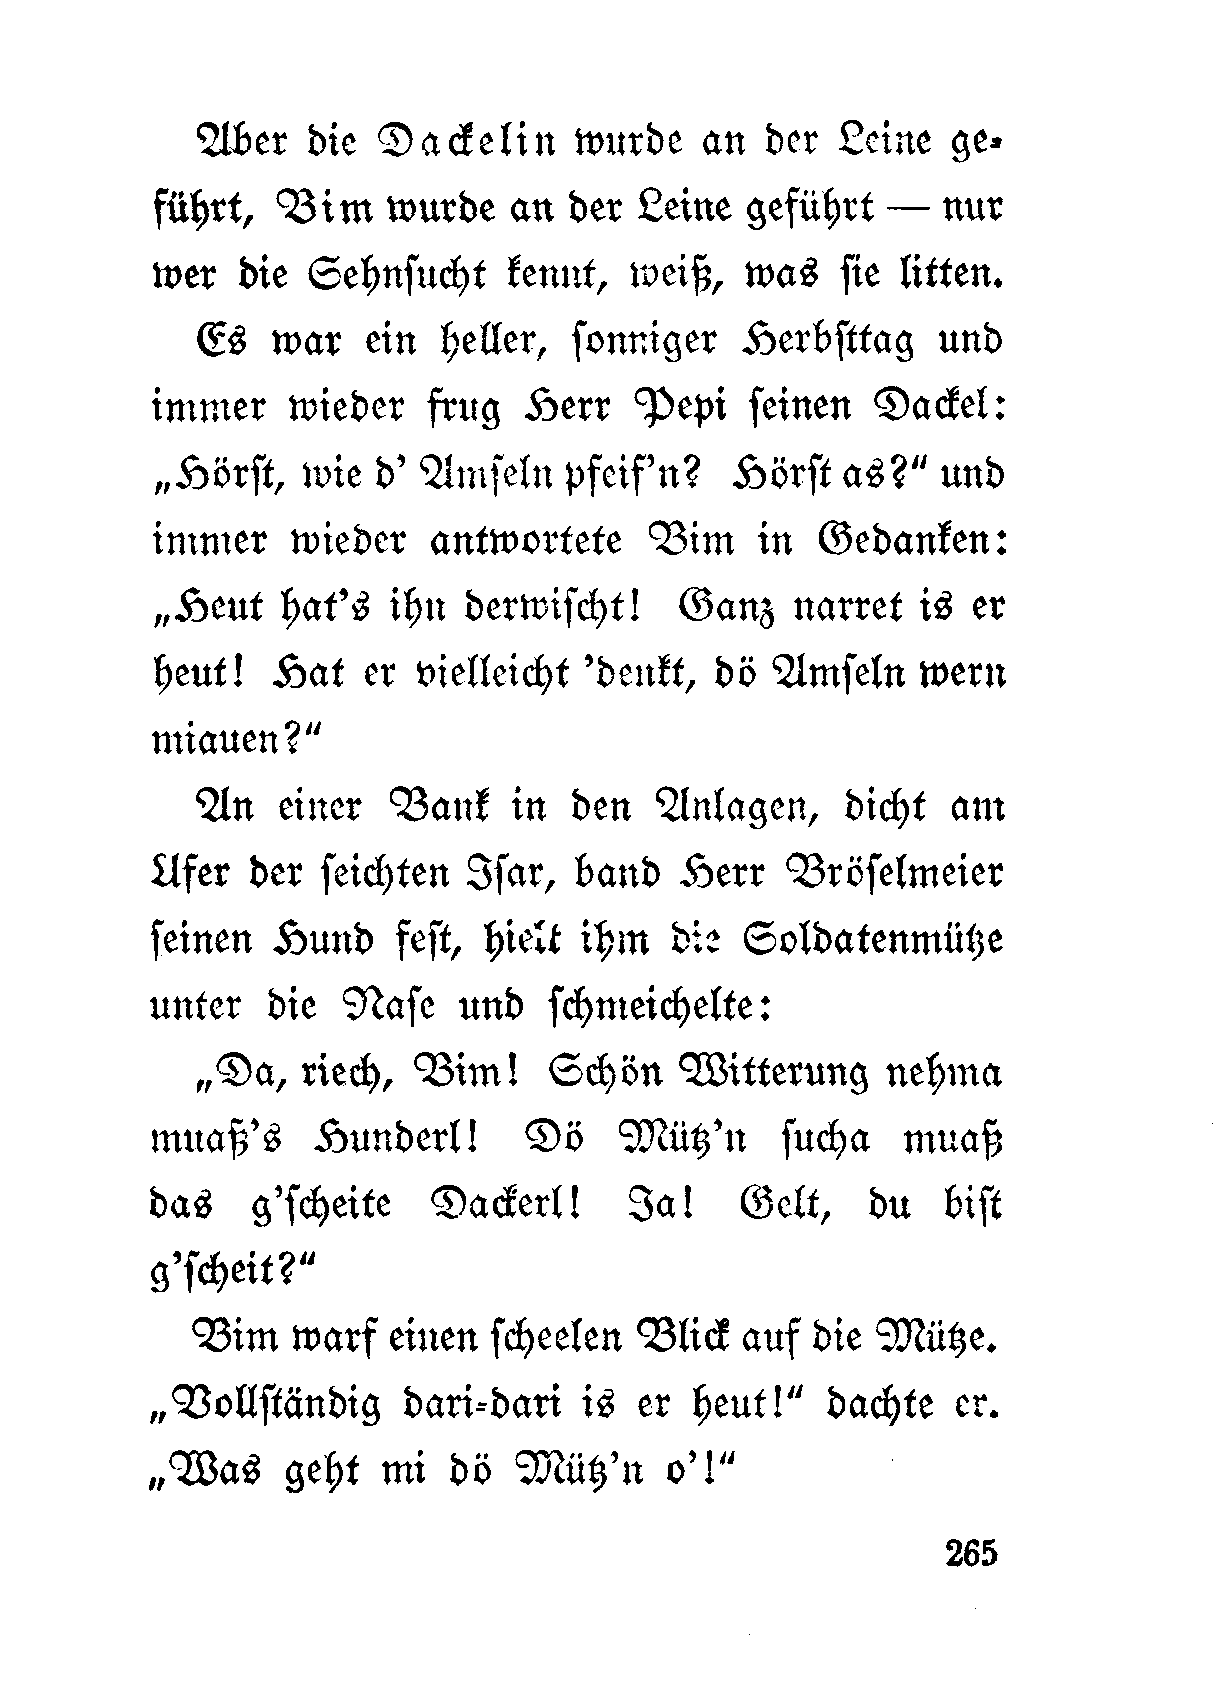 Aber die Dackelin wurde an der Leine ge-
führt, Bim wurde an der Leine geführt — nur
wer die Sehnsucht kennt, weiß, was sie litten.
Es war ein heller, sonniger Herbsttag und
immer wieder frug Herr Pepi seinen Dackel:
„Hörst, wie d' Amseln pfeif'n? Hörst as?“ und
immer wieder antwortete Bim in Gedanken:
„Heut hat's ihn derwischt! Ganz narret is er
heut! Hat er vielleicht 'denkt, dö Amseln wern
miauen?“
An einer Bank in den Anlagen, dicht am
Ufer der seichten Isar, band Herr Bröselmeier
seinen Hund fest, hielt ihm die Soldatenmütze
unter die Nase und schmeichelte:
„Da, riech, Bim! Schön Witterung nehma
muaß's Hunderl! Dö Mütz'n sucha muaß
das g'scheite Dackerl! Ja! Gelt, du bist
g'scheit?“
Bim warf einen scheelen Blick auf die Mütze.
„Vollständig dari-dari is er heut!“ dachte er.
„Was geht mi dö Mütz'n o'!“
265